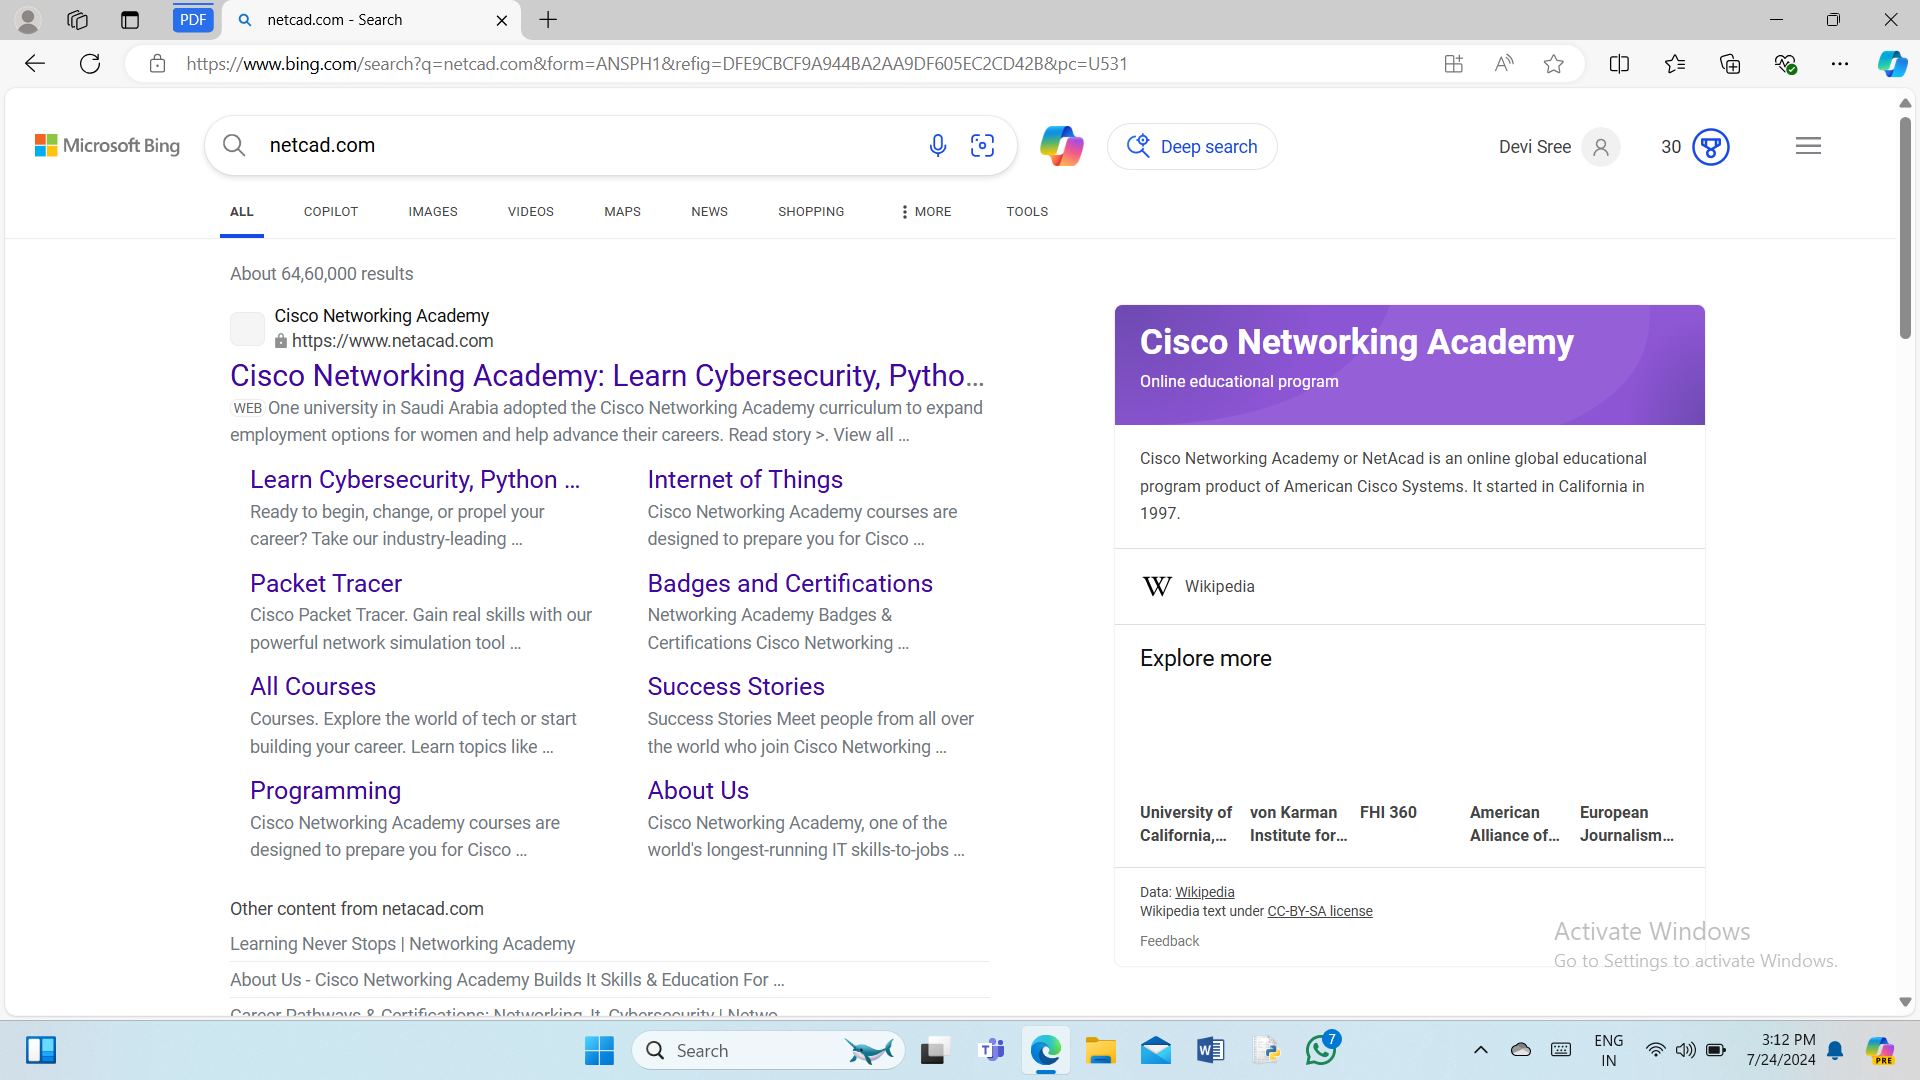 PDF
netcad.com - Search
https://www.bing.com/search?q=netcad.com&form=ANSPH1&refig=DFE9CBCF9A944BA2AA9DF605EC2CD42B&pc=U531
Microsoft Bing
netcad.com
Deep search
Devi Sree
30
ALL
COPILOT
IMAGES
VIDEOS
MAPS
NEWS
SHOPPING
MORE
TOOLS
About 64,60,000 results
Cisco Networking Academy
https://www.netacad.com
Cisco Networking Academy: Learn Cybersecurity, Pytho…
WEB One university in Saudi Arabia adopted the Cisco Networking Academy curriculum to expand
employment options for women and help advance their careers. Read story >. View all …
Learn Cybersecurity, Python …
Ready to begin, change, or propel your
career? Take our industry-leading …
Internet of Things
Cisco Networking Academy courses are
designed to prepare you for Cisco …
Packet Tracer
Cisco Packet Tracer. Gain real skills with our
powerful network simulation tool …
Badges and Certifications
Networking Academy Badges &
Certifications Cisco Networking …
All Courses
Courses. Explore the world of tech or start
building your career. Learn topics like …
Success Stories
Success Stories Meet people from all over
the world who join Cisco Networking …
Programming
Cisco Networking Academy courses are
designed to prepare you for Cisco …
About Us
Cisco Networking Academy, one of the
world's longest-running IT skills-to-jobs …
Other content from netacad.com
Learning Never Stops | Networking Academy
About Us - Cisco Networking Academy Builds It Skills & Education For …
Career Pathways & Certifications: Networking, It, Cybersecurity | Netwo…
Cisco Networking Academy
Online educational program
Cisco Networking Academy or NetAcad is an online global educational
program product of American Cisco Systems. It started in California in
1997.
W Wikipedia
Explore more
University of
California,...
von Karman
Institute for...
FHI 360
American
Alliance of...
European
Journalism...
Data: Wikipedia
Wikipedia text under CC-BY-SA license
Feedback
Activate Windows
Go to Settings to activate Windows.
Search
7
ENG
IN
3:12 PM
7/24/2024
PRE